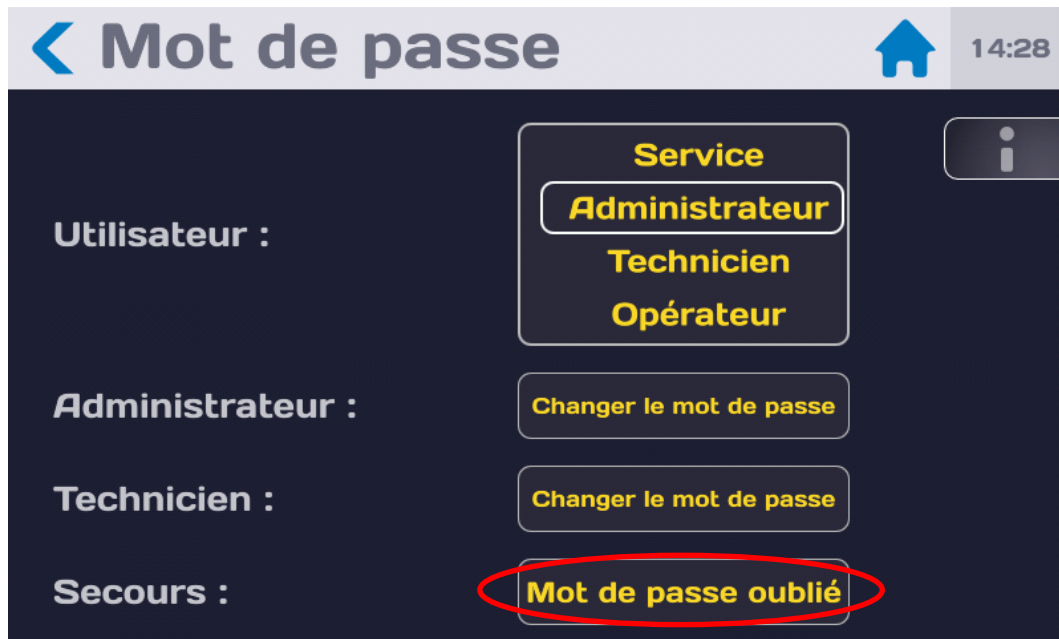 Mot de passe
14:28
Utilisateur :
Service
Administrateur
Technicien
Opérateur
Administrateur :
Changer le mot de passe
Technicien :
Changer le mot de passe
Secours :
Mot de passe oublié